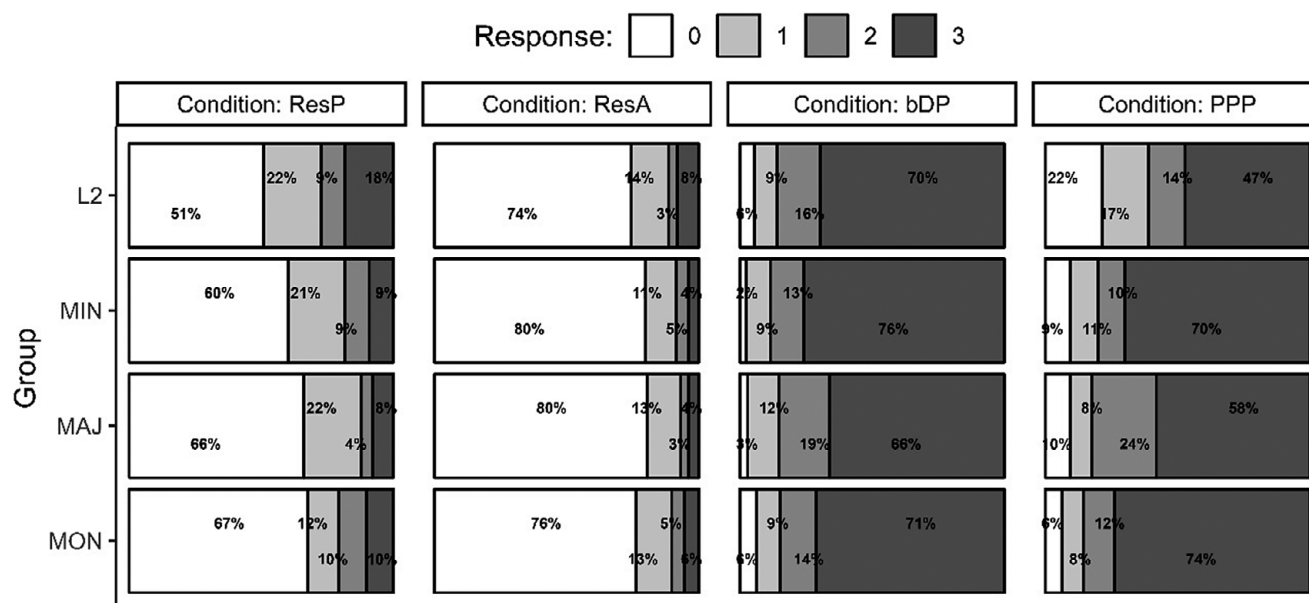 Response: 0 1 2 3
Condition: ResP Condition: ResA Condition: bDP Condition: PPP
Group
L2
22% 9% 18% 14% 8% 9% 70% 22% 14% 47%
51% 74% 3% 6% 16% 17%
MIN
60% 21% 9% 11% 4% 2% 13% 10%
9% 80% 5% 9% 76% 9% 11% 70%
MAJ
22% 8% 80% 13% 4% 12% 8% 58%
66% 4% 3% 3% 19% 66% 10% 24%
MON
67% 12% 76% 5% 9% 71% 6% 12%
10% 10% 13% 6% 6% 14% 8% 74%